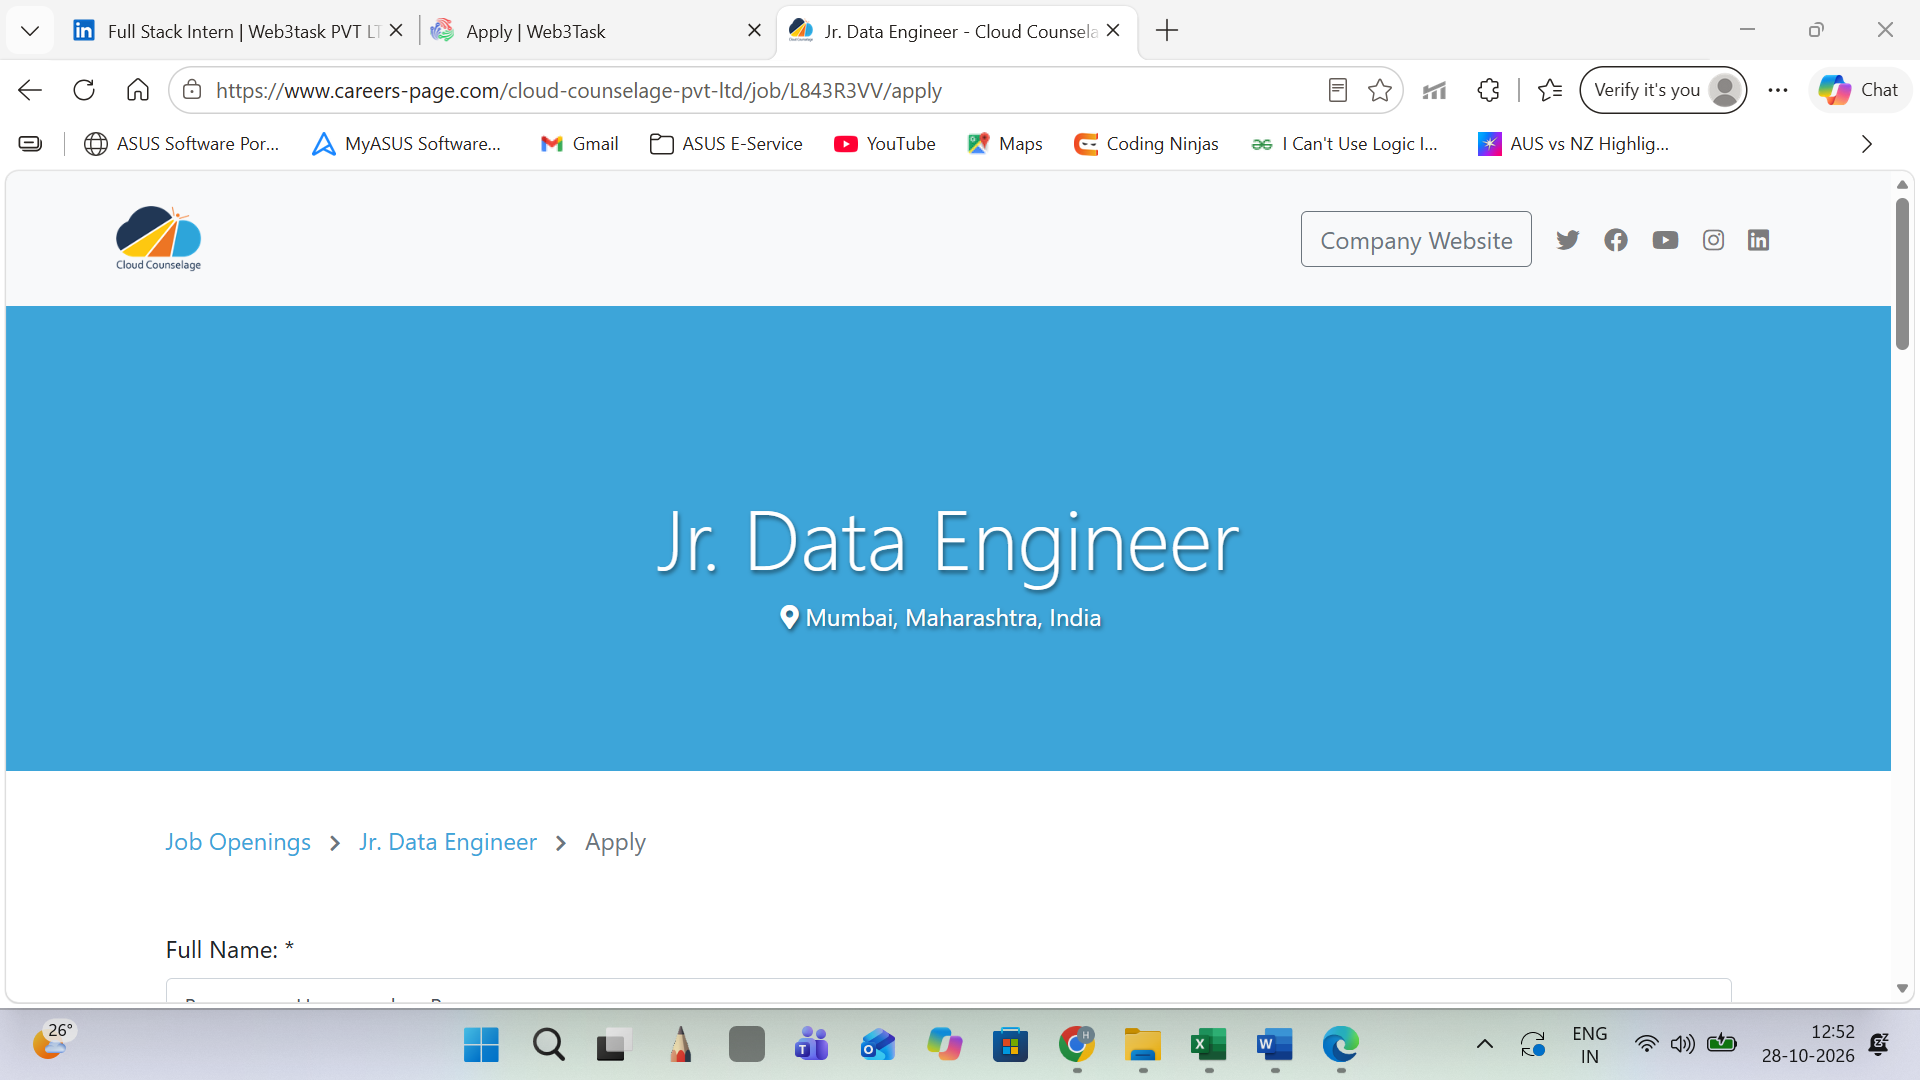 Full Stack Intern | Web3task PVT LT
Apply | Web3Task
Jr. Data Engineer - Cloud Counsela
https://www.careers-page.com/cloud-counselage-pvt-ltd/job/L843R3VV/apply
Verify it's you
Chat
ASUS Software Por...
MyASUS Software...
Gmail
ASUS E-Service
YouTube
Maps
Coding Ninjas
I Can't Use Logic I...
AUS vs NZ Highlig...
Cloud Counselage
Company Website
Jr. Data Engineer
Mumbai, Maharashtra, India
Job Openings > Jr. Data Engineer > Apply
Full Name: *
26°
ENG
IN
12:52
28-10-2026